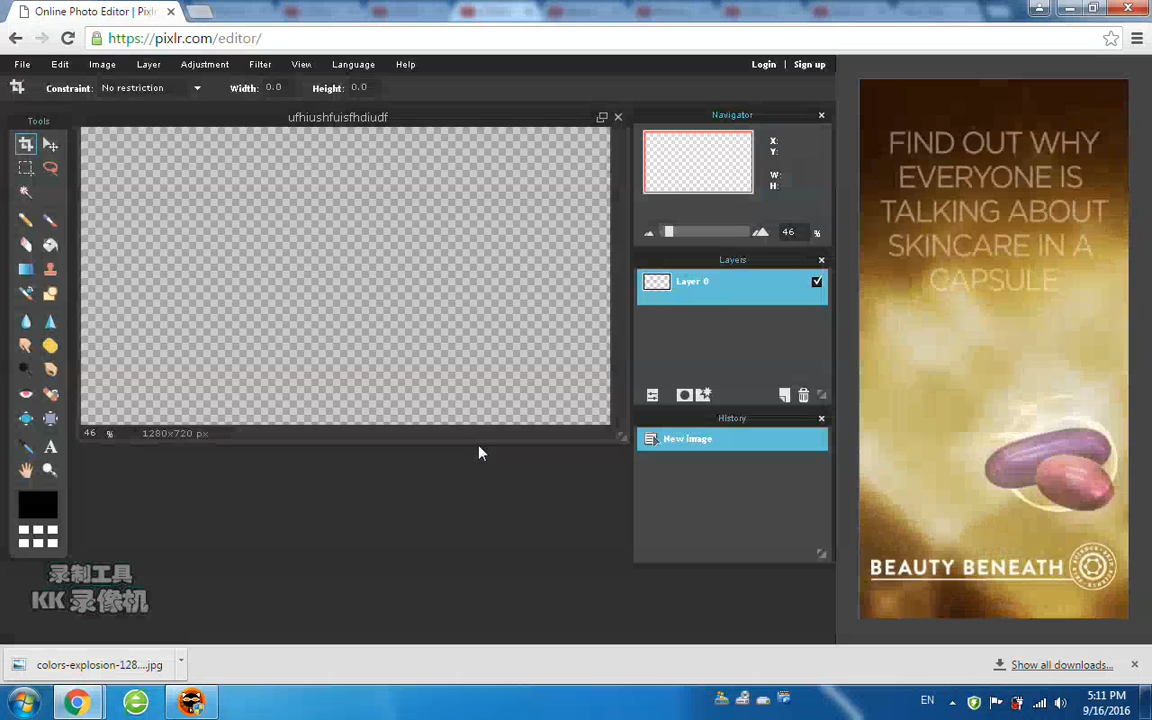 Online Photo Editor | Pixlr
https://pixlr.com/editor/
File Edit Image Layer Adjustment Filter View Language Help Login Sign up
Constraint: No restriction Width: 0.0 Height: 0.0
Tools
ufhiushfuisfhdiudf
46 % 1280x720 px
Navigator
X:
Y:
W:
H:
46 %
Layers
Layer 0
History
New image
FIND OUT WHY
EVERYONE IS
TALKING ABOUT
SKINCARE IN A
CAPSULE
BEAUTY BENEATH
录制工具
KK 录像机
colors-explosion-128....jpg
Show all downloads...
EN
5:11 PM
9/16/2016